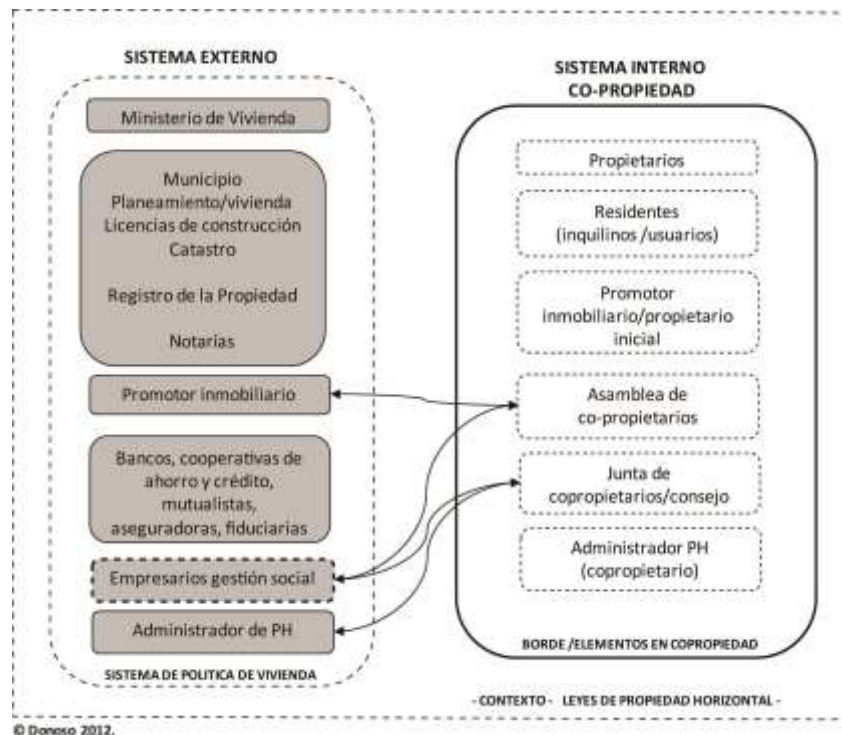 SISTEMA EXTERNO
Ministerio de Vivienda
Municipio
Planeamiento/vivienda
Licencias de construcción
Catastro
Registro de la Propiedad
Notarías
Promotor inmobiliario
Bancos, cooperativas de
ahorro y crédito,
mutualistas,
aseguradoras, fiduciarias
Empresarios gestión social
Administrador de PH
SISTEMA DE POLITICA DE VIVIENDA
SISTEMA INTERNO
CO-PROPIEDAD
Propietarios
Residentes
(inquilinos /usuarios)
Promotor
inmobiliario/propietario
inicial
Asamblea de
co-propietarios
Junta de
copropietarios/consejo
Administrador PH
(copropietario)
BORDE /ELEMENTOS EN COPROPIEDAD
- CONTEXTO - LEYES DE PROPIEDAD HORIZONTAL -
© Donoso 2012.